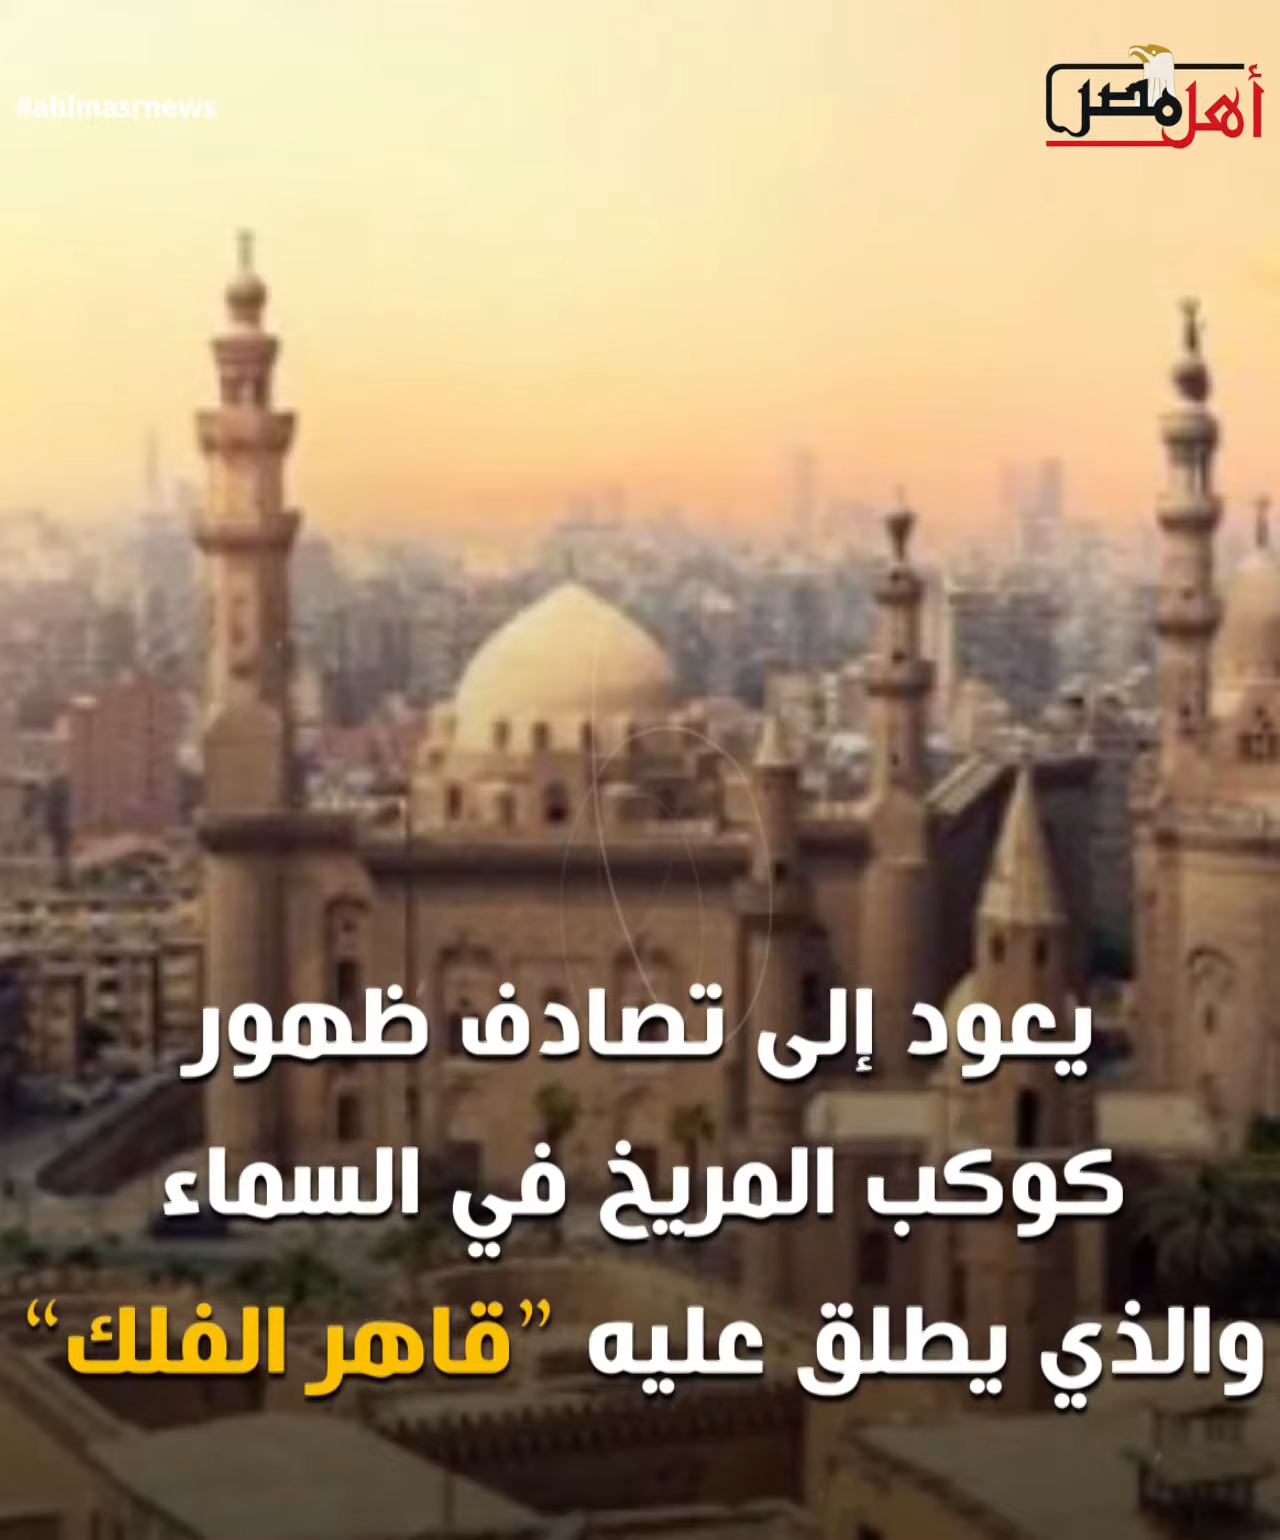 #ahlmasrnews
أهل مصر
يعود إلى تصادف ظهور
كوكب المريخ في السماء
والذي يطلق عليه "قاهر الفلك"